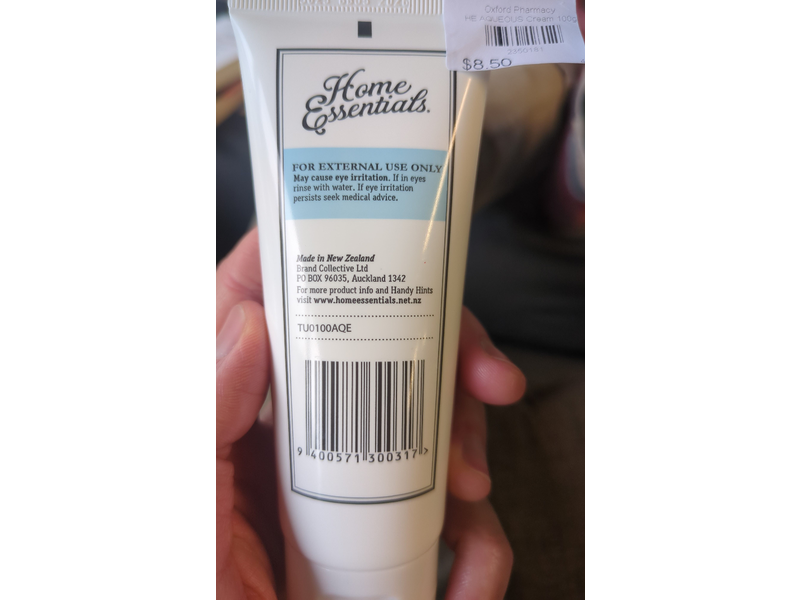 Oxford Pharmacy
HE AQUEOUS Cream 100g
$8.50
Home
Essentials.
FOR EXTERNAL USE ONLY
May cause eye irritation. If in eyes
rinse with water. If eye irritation
persists seek medical advice.
Made in New Zealand
Brand Collective Ltd
PO BOX 96035, Auckland 1342
For more product info and Handy Hints
visit www.homeessentials.net.nz
TU0100AQE
9 400571 300317 >